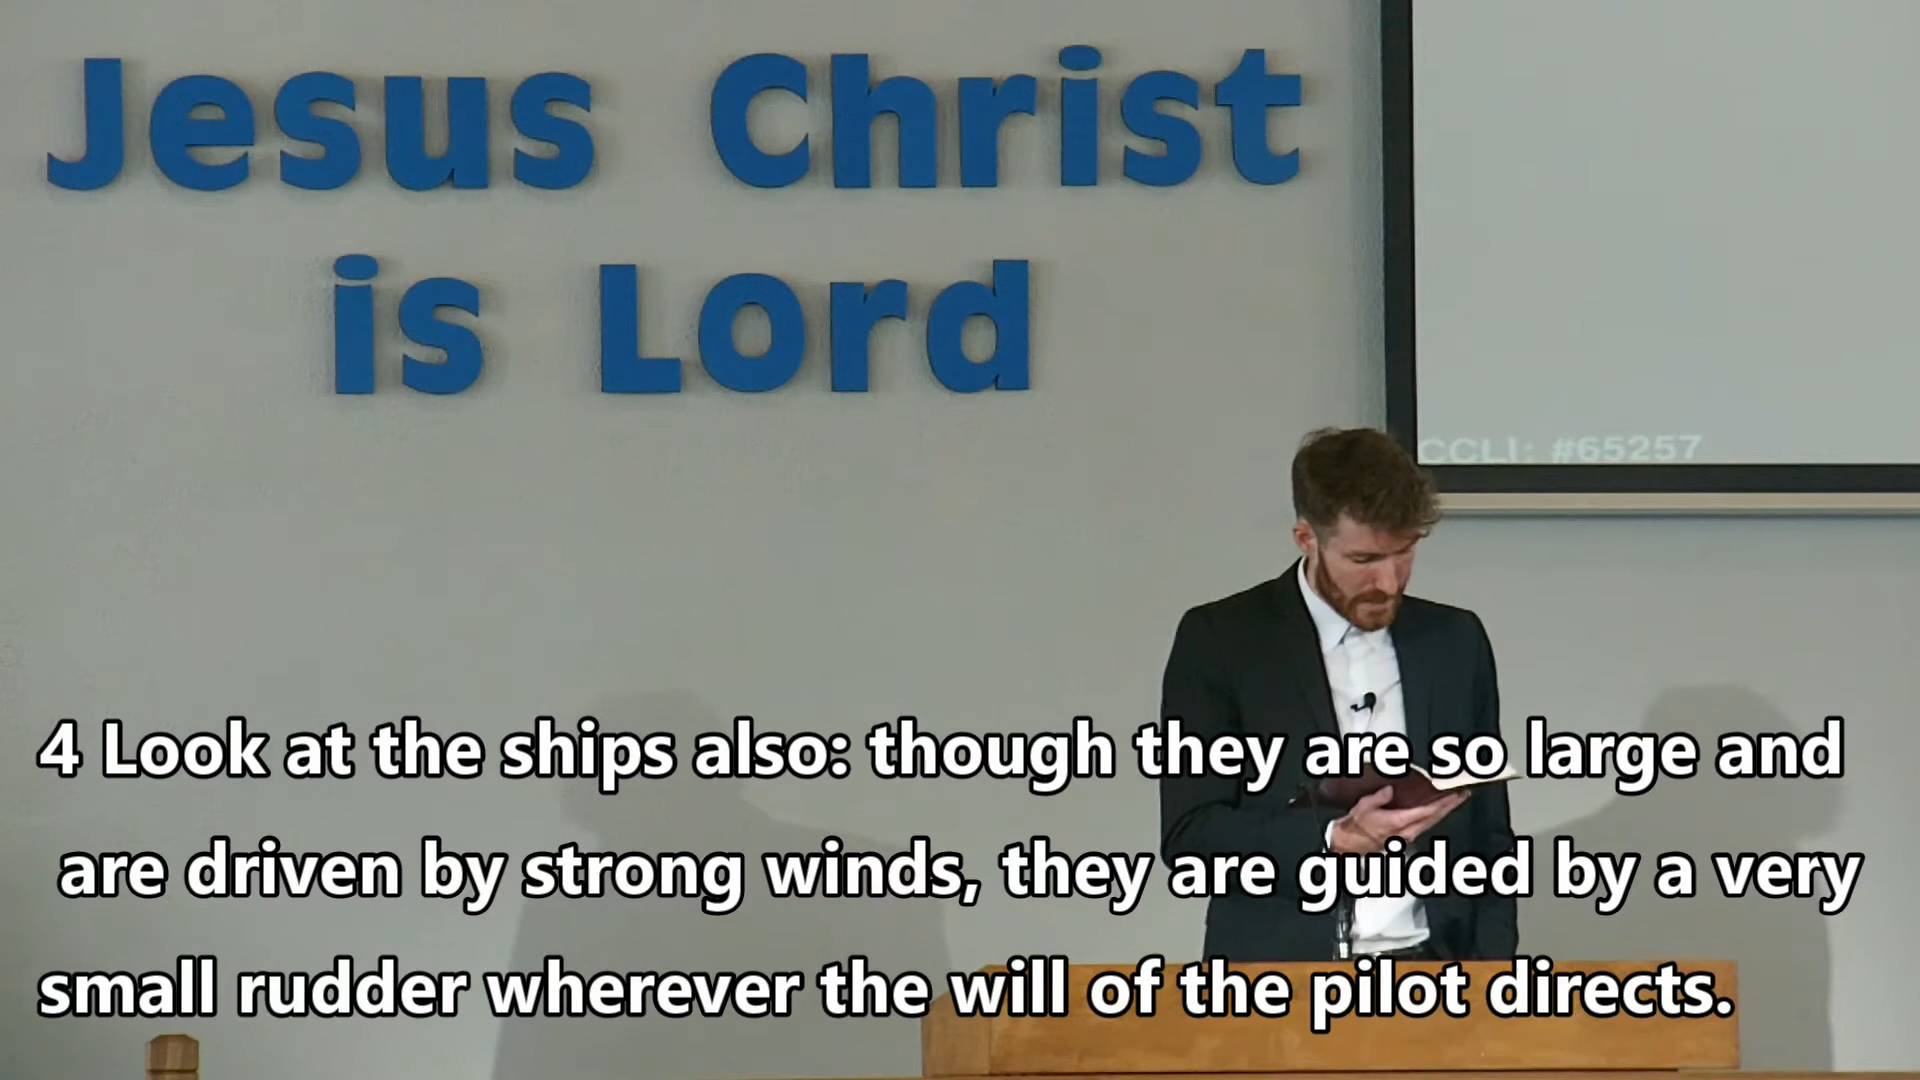 Jesus Christ
is Lord
CCLI: #65257
4 Look at the ships also: though they are so large and
are driven by strong winds, they are guided by a very
small rudder wherever the will of the pilot directs.